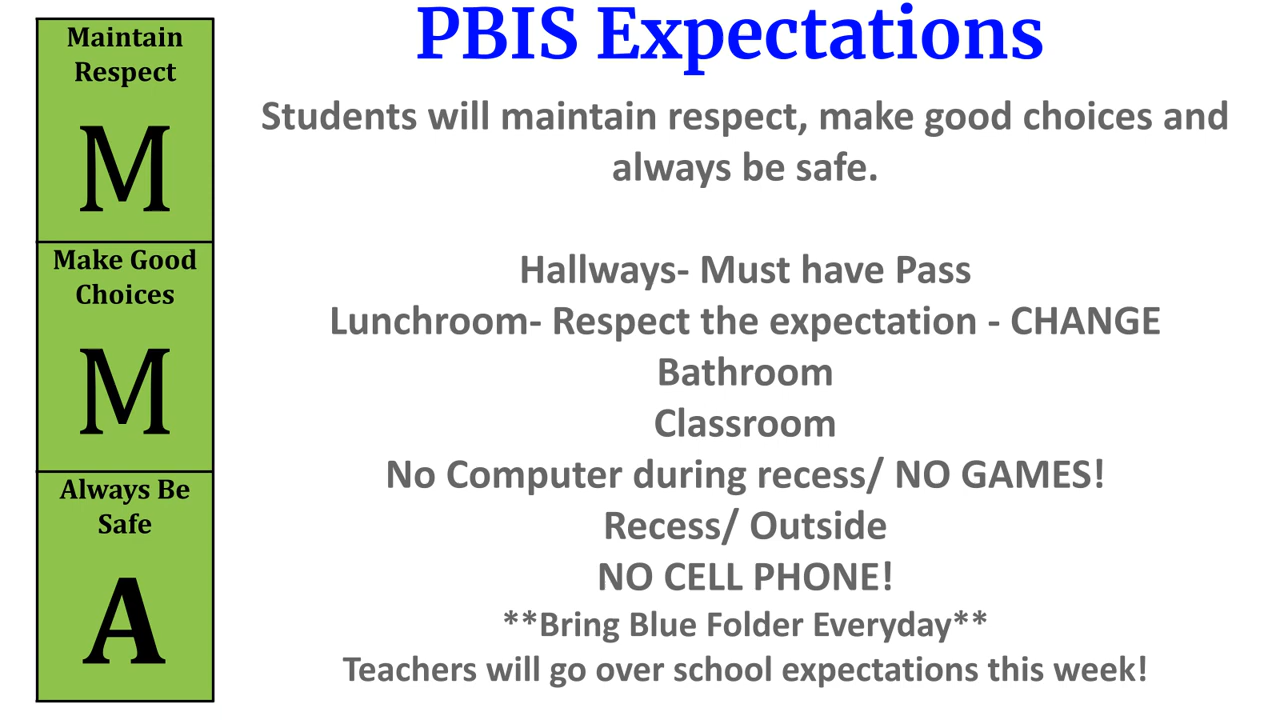 Maintain
Respect
M
Make Good
Choices
M
Always Be
Safe
A
PBIS Expectations
Students will maintain respect, make good choices and
always be safe.
Hallways- Must have Pass
Lunchroom- Respect the expectation - CHANGE
Bathroom
Classroom
No Computer during recess/ NO GAMES!
Recess/ Outside
NO CELL PHONE!
**Bring Blue Folder Everyday**
Teachers will go over school expectations this week!